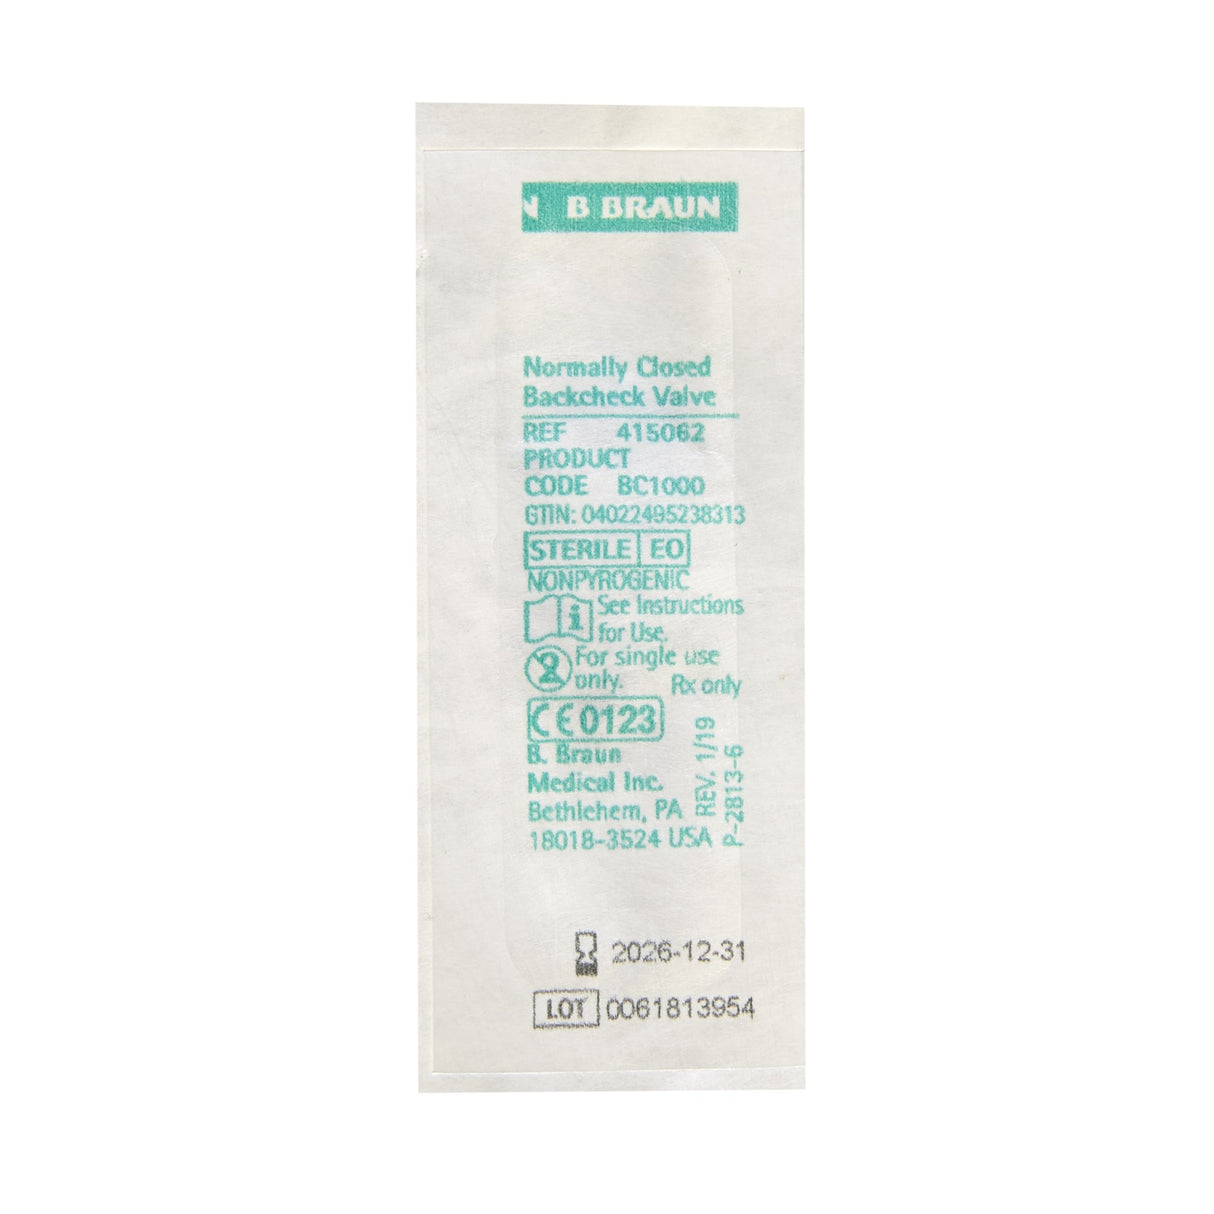 N B BRAUN
Normally Closed
Backcheck Valve
REF 415062
PRODUCT
CODE BC1000
GTIN: 04022495238313
STERILE EO
NONPYROGENIC
i See Instructions
for Use.
2 For single use
only. Rx only
CE 0123
B. Braun
Medical Inc.
Bethlehem, PA
18018-3524 USA
REV. 1/19
P-2813-6
2026-12-31
LOT 0061813954